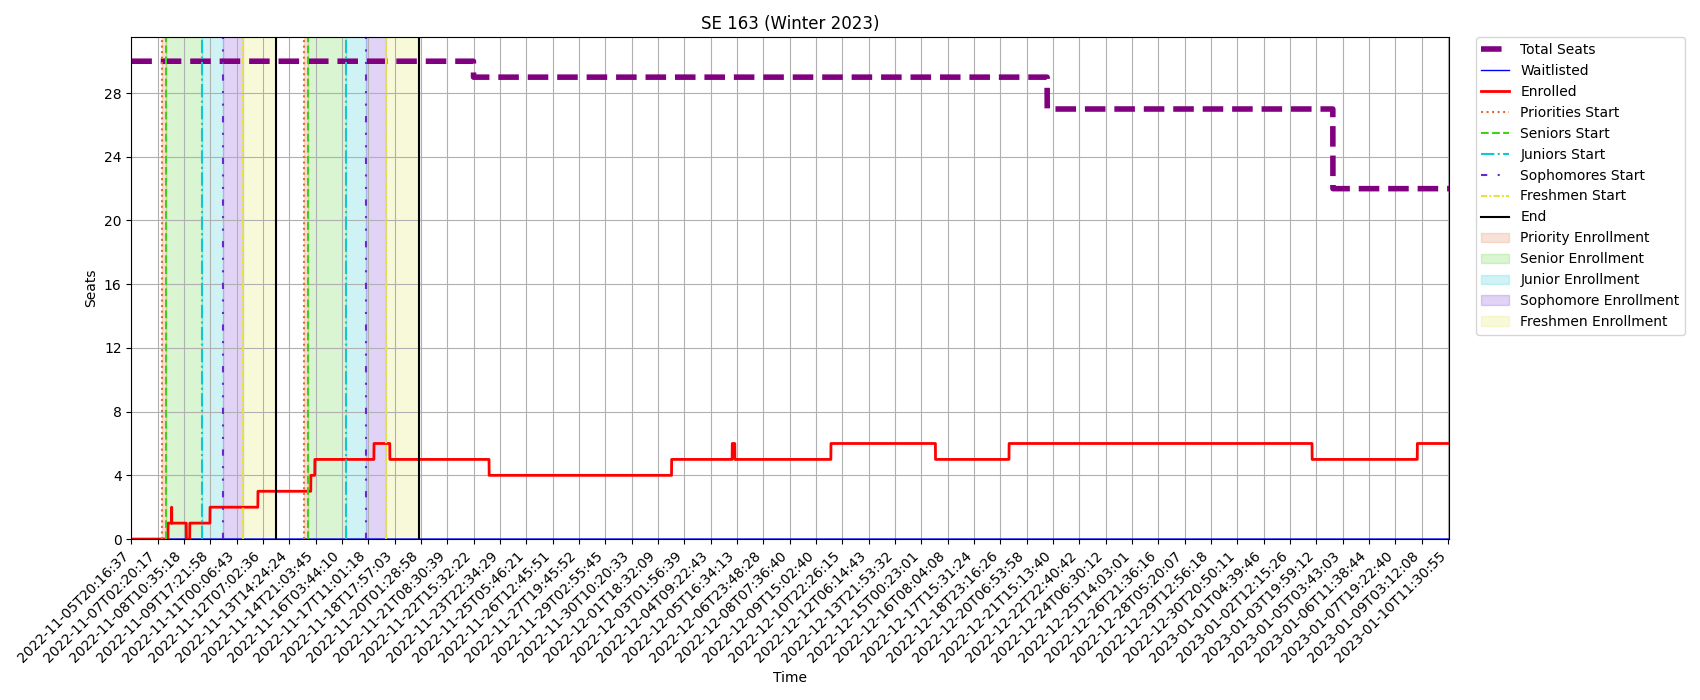 SE 163 (Winter 2023)
Seats
28
24
20
16
12
8
4
0
2022-11-05T20:16:37
2022-11-07T02:20:17
2022-11-08T10:35:18
2022-11-09T17:21:58
2022-11-11T00:06:43
2022-11-12T07:02:36
2022-11-13T14:24:24
2022-11-14T21:03:45
2022-11-16T03:44:10
2022-11-17T11:01:18
2022-11-18T17:57:03
2022-11-20T01:28:58
2022-11-21T08:30:39
2022-11-22T15:32:22
2022-11-23T22:34:29
2022-11-25T05:46:21
2022-11-26T12:45:51
2022-11-27T19:45:52
2022-11-29T02:55:45
2022-11-30T10:20:33
2022-12-01T18:32:09
2022-12-03T01:56:39
2022-12-04T09:22:43
2022-12-05T16:34:13
2022-12-06T23:48:28
2022-12-08T07:36:40
2022-12-09T15:02:40
2022-12-10T22:26:15
2022-12-12T06:14:43
2022-12-13T21:53:32
2022-12-15T00:23:01
2022-12-16T08:04:08
2022-12-17T15:31:24
2022-12-18T23:16:26
2022-12-20T06:53:58
2022-12-21T15:13:40
2022-12-22T22:40:42
2022-12-24T06:30:12
2022-12-25T14:03:01
2022-12-26T21:36:16
2022-12-28T05:20:07
2022-12-29T12:56:18
2022-12-30T20:50:11
2023-01-01T04:39:46
2023-01-02T12:15:26
2023-01-03T19:59:12
2023-01-05T03:43:03
2023-01-06T11:38:44
2023-01-07T19:22:40
2023-01-09T03:12:08
2023-01-10T11:30:55
Time
Total Seats
Waitlisted
Enrolled
Priorities Start
Seniors Start
Juniors Start
Sophomores Start
Freshmen Start
End
Priority Enrollment
Senior Enrollment
Junior Enrollment
Sophomore Enrollment
Freshmen Enrollment